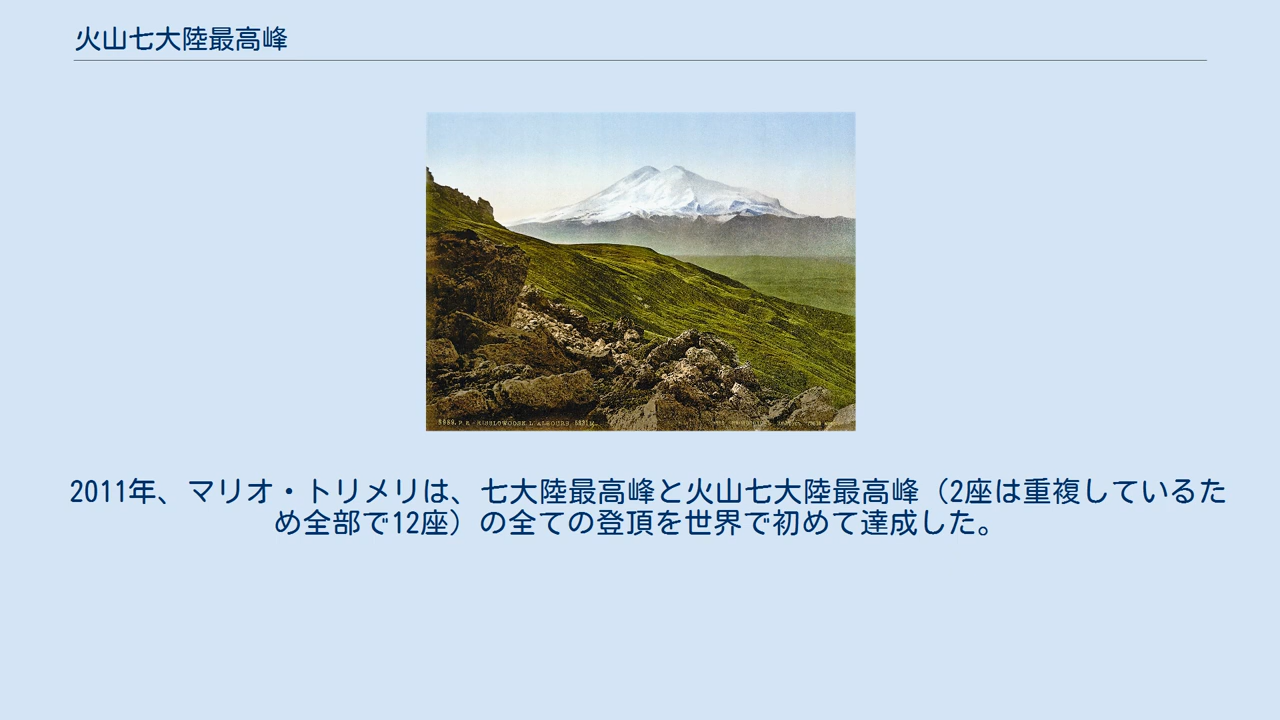 火山七大陸最高峰
2011年、マリオ・トリメリは、七大陸最高峰と火山七大陸最高峰（2座は重複しているた
め全部で12座）の全ての登頂を世界で初めて達成した。